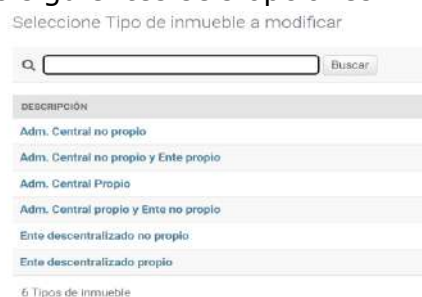 Seleccione Tipo de inmueble a modificar
Buscar
DESCRIPCIÓN
Adm. Central no propio
Adm. Central no propio y Ente propio
Adm. Central Propio
Adm. Central propio y Ente no propio
Ente descentralizado no propio
Ente descentralizado propio
6 Tipos de inmueble